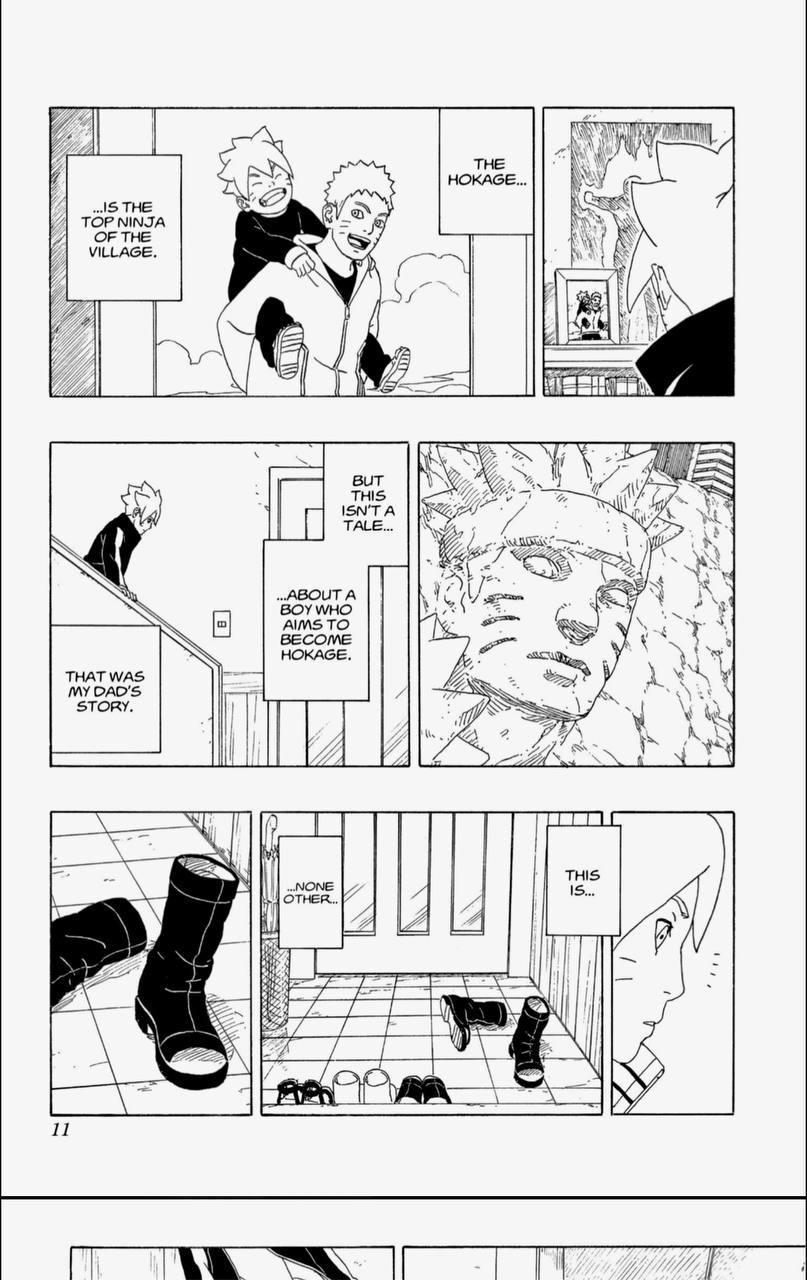 THE
HOKAGE...
...IS THE
TOP NINJA
OF THE
VILLAGE.
BUT
THIS
ISN'T A
TALE...
...ABOUT A
BOY WHO
AIMS TO
BECOME
HOKAGE.
THAT WAS
MY DAD'S
STORY.
THIS
IS...
...NONE
OTHER...
11